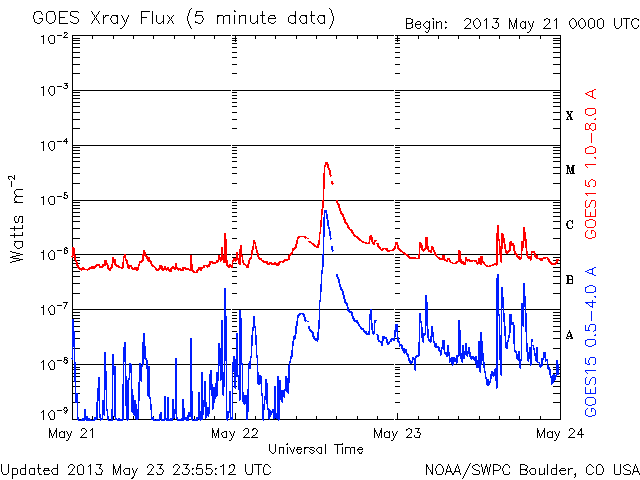 GOES Xray Flux (5 minute data)
Begin: 2013 May 21 0000 UTC
10-2
10-3
10-4
10-5
10-6
10-7
10-8
10-9
Watts m-2
X
M
C
B
A
GOES15 1.0-8.0 A
GOES15 0.5-4.0 A
May 21
May 22
May 23
May 24
Universal Time
Updated 2013 May 23 23:55:12 UTC
NOAA/SWPC Boulder, CO USA